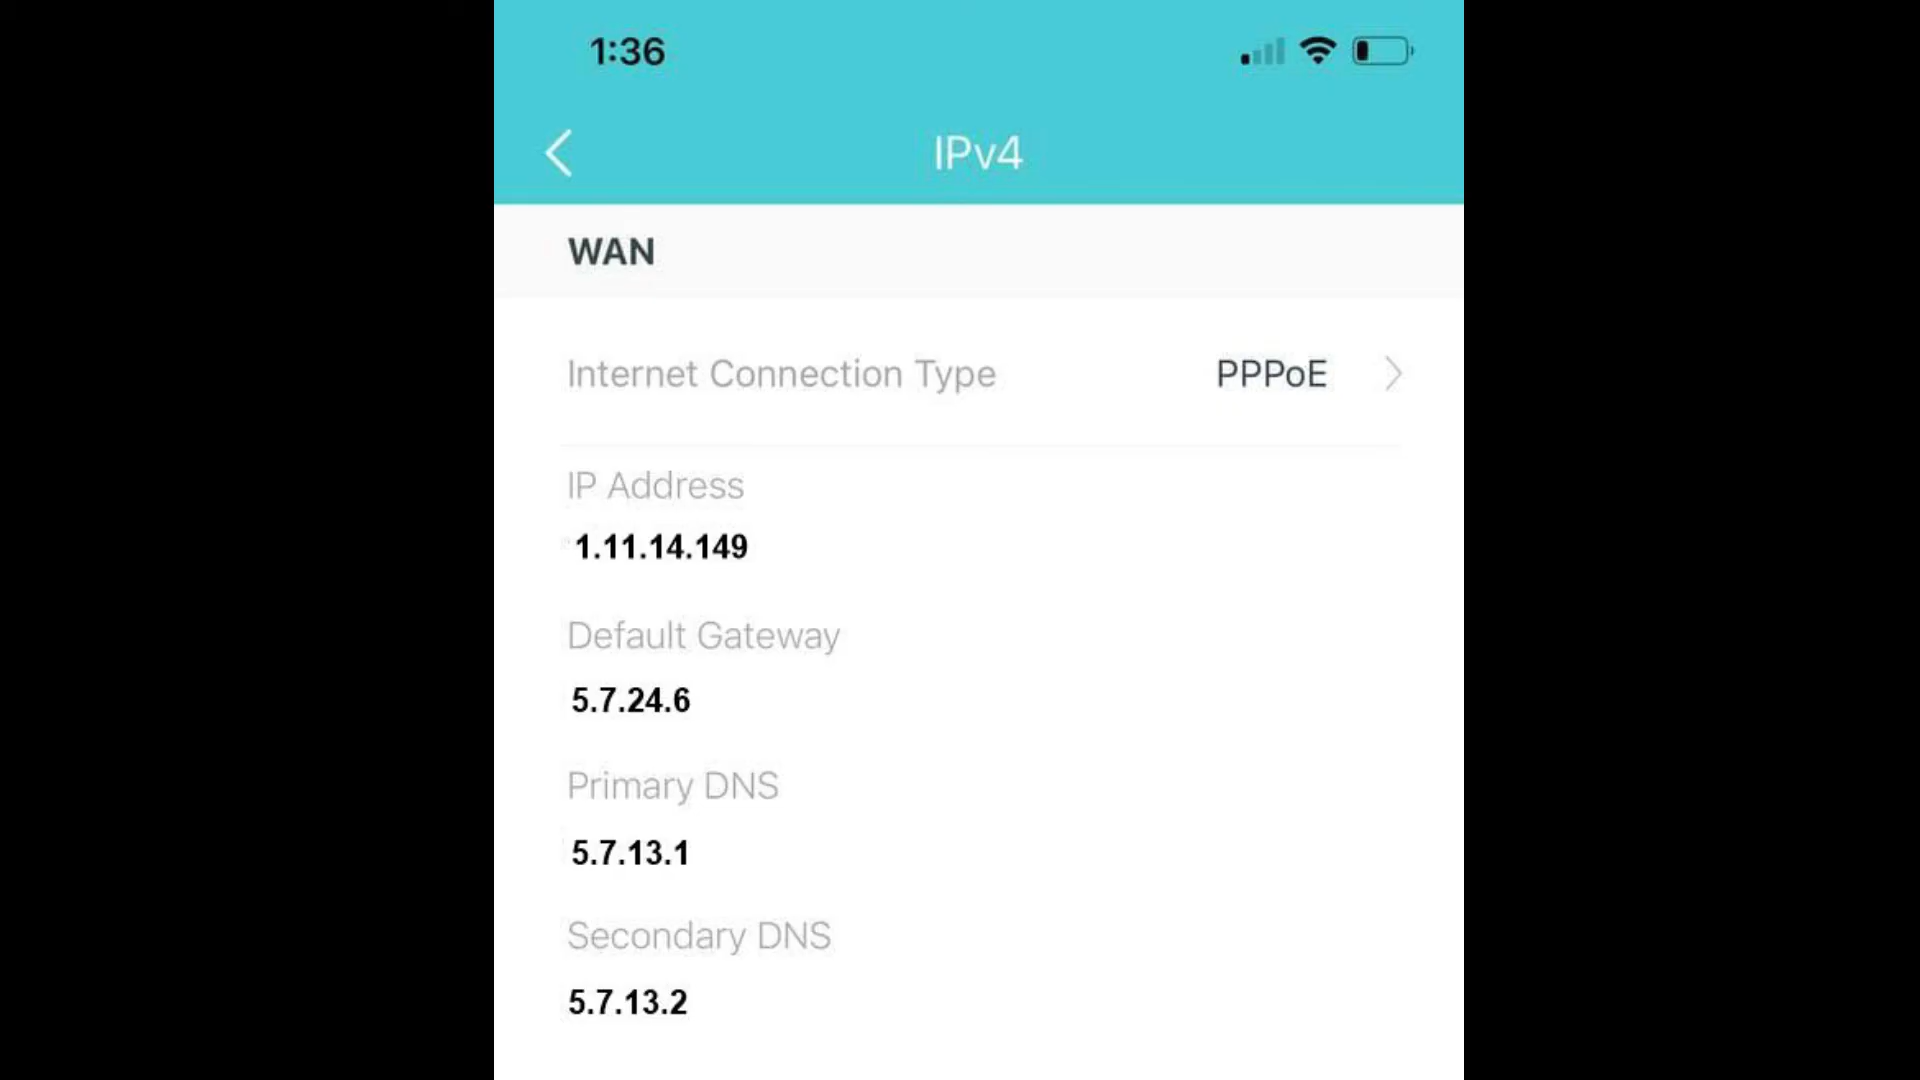 1:36
IPv4
WAN
Internet Connection Type PPPoE
IP Address
1.11.14.149
Default Gateway
5.7.24.6
Primary DNS
5.7.13.1
Secondary DNS
5.7.13.2